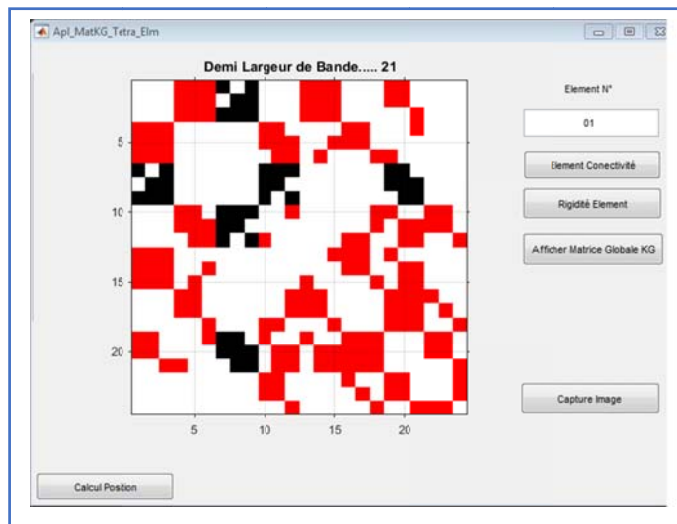 Apl_MatKG_Tetra_Elm
Demi Largeur de Bande..... 21
5
10
15
20
5
10
15
20
Element N°
01
Element Conectivité
Rigidité Element
Afficher Matrice Globale KG
Capture Image
Calcul Postion